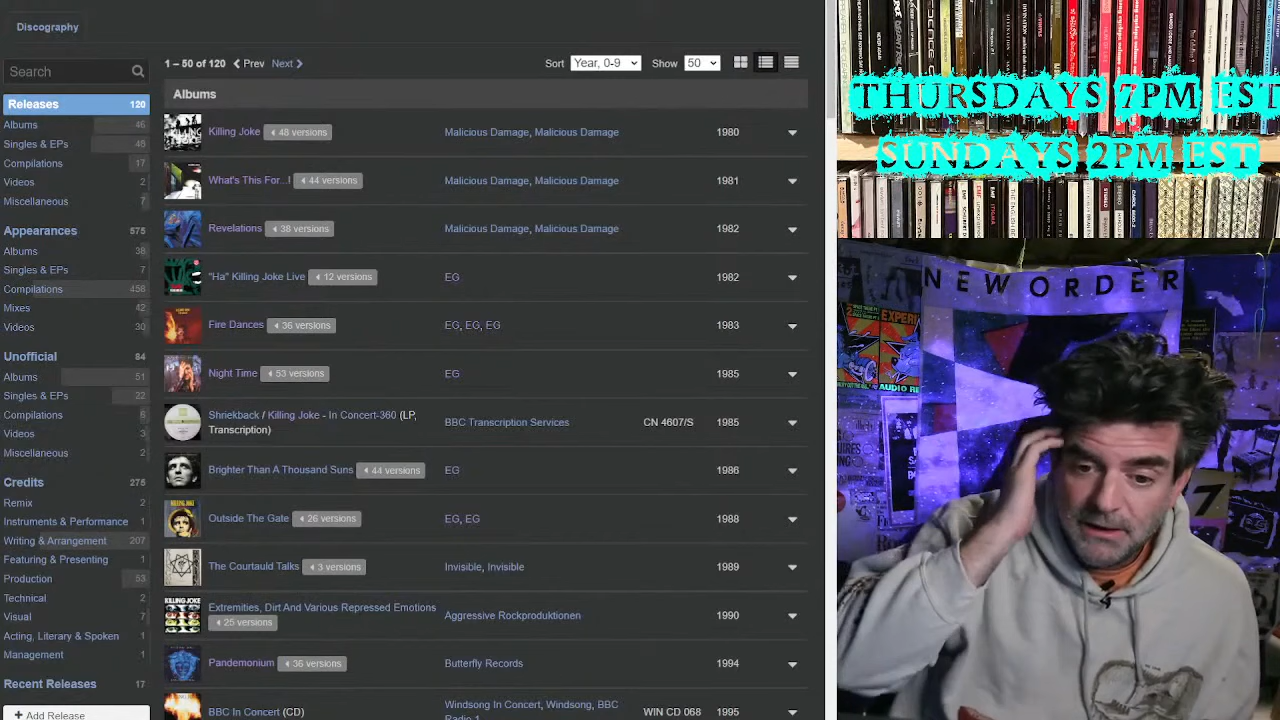 Discography
Search
Releases 120
Albums 46
Singles & EPs 46
Compilations 17
Videos 2
Miscellaneous 7
Appearances 575
Albums 38
Singles & EPs 7
Compilations 458
Mixes 42
Videos 30
Unofficial 84
Albums 51
Singles & EPs 22
Compilations 6
Videos 3
Miscellaneous 2
Credits 275
Remix 2
Instruments & Performance 1
Writing & Arrangement 207
Featuring & Presenting 1
Production 53
Technical 2
Visual 7
Acting, Literary & Spoken 1
Management 1
Recent Releases 17
+ Add Release
1 – 50 of 120 Prev Next
Sort Year, 0-9 Show 50
Albums
Killing Joke 48 versions Malicious Damage, Malicious Damage 1980
What's This For...! 44 versions Malicious Damage, Malicious Damage 1981
Revelations 38 versions Malicious Damage, Malicious Damage 1982
"Ha" Killing Joke Live 12 versions EG 1982
Fire Dances 36 versions EG, EG, EG 1983
Night Time 53 versions EG 1985
Shriekback / Killing Joke - In Concert-360 (LP,
Transcription) BBC Transcription Services CN 4607/S 1985
Brighter Than A Thousand Suns 44 versions EG 1986
Outside The Gate 26 versions EG, EG 1988
The Courtauld Talks 3 versions Invisible, Invisible 1989
Extremities, Dirt And Various Repressed Emotions
25 versions Aggressive Rockproduktionen 1990
Pandemonium 36 versions Butterfly Records 1994
BBC In Concert (CD) Windsong In Concert, Windsong, BBC
Radio 1 WIN CD 068 1995
THURSDAYS 7PM EST
SUNDAYS 2PM EST
NEW ORDER